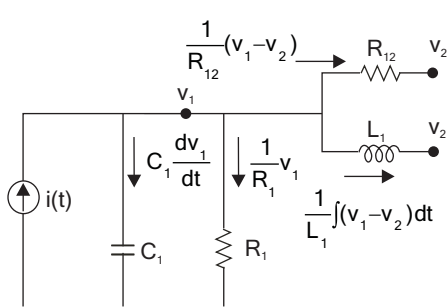 1/R₁₂ (v₁–v₂)
R₁₂
v₂
v₁
L₁
v₂
C₁ dv₁/dt
1/R₁ v₁
i(t)
1/L₁ ∫(v₁–v₂)dt
C₁
R₁